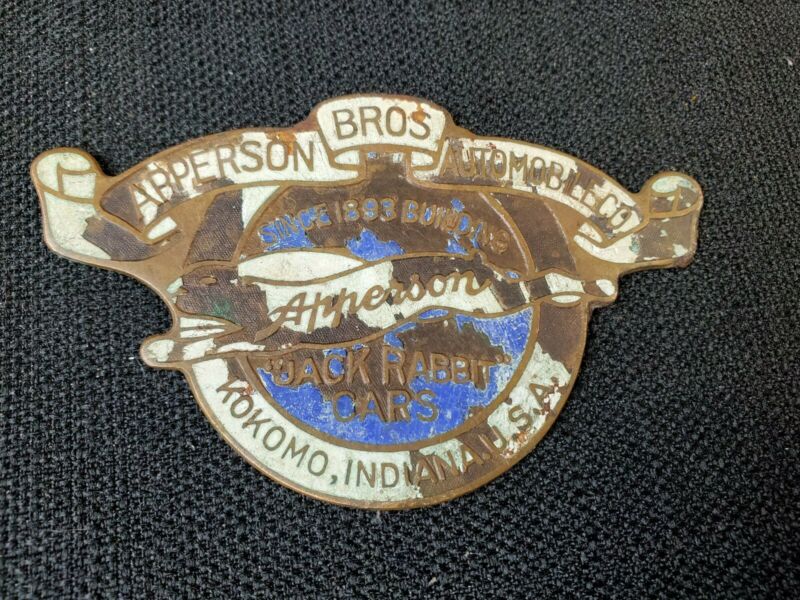 APPERSON BROS AUTOMOBILE CO.
SINCE 1893 BUILDING
Apperson
"JACK RABBIT"
CARS
KOKOMO, INDIANA, U.S.A.